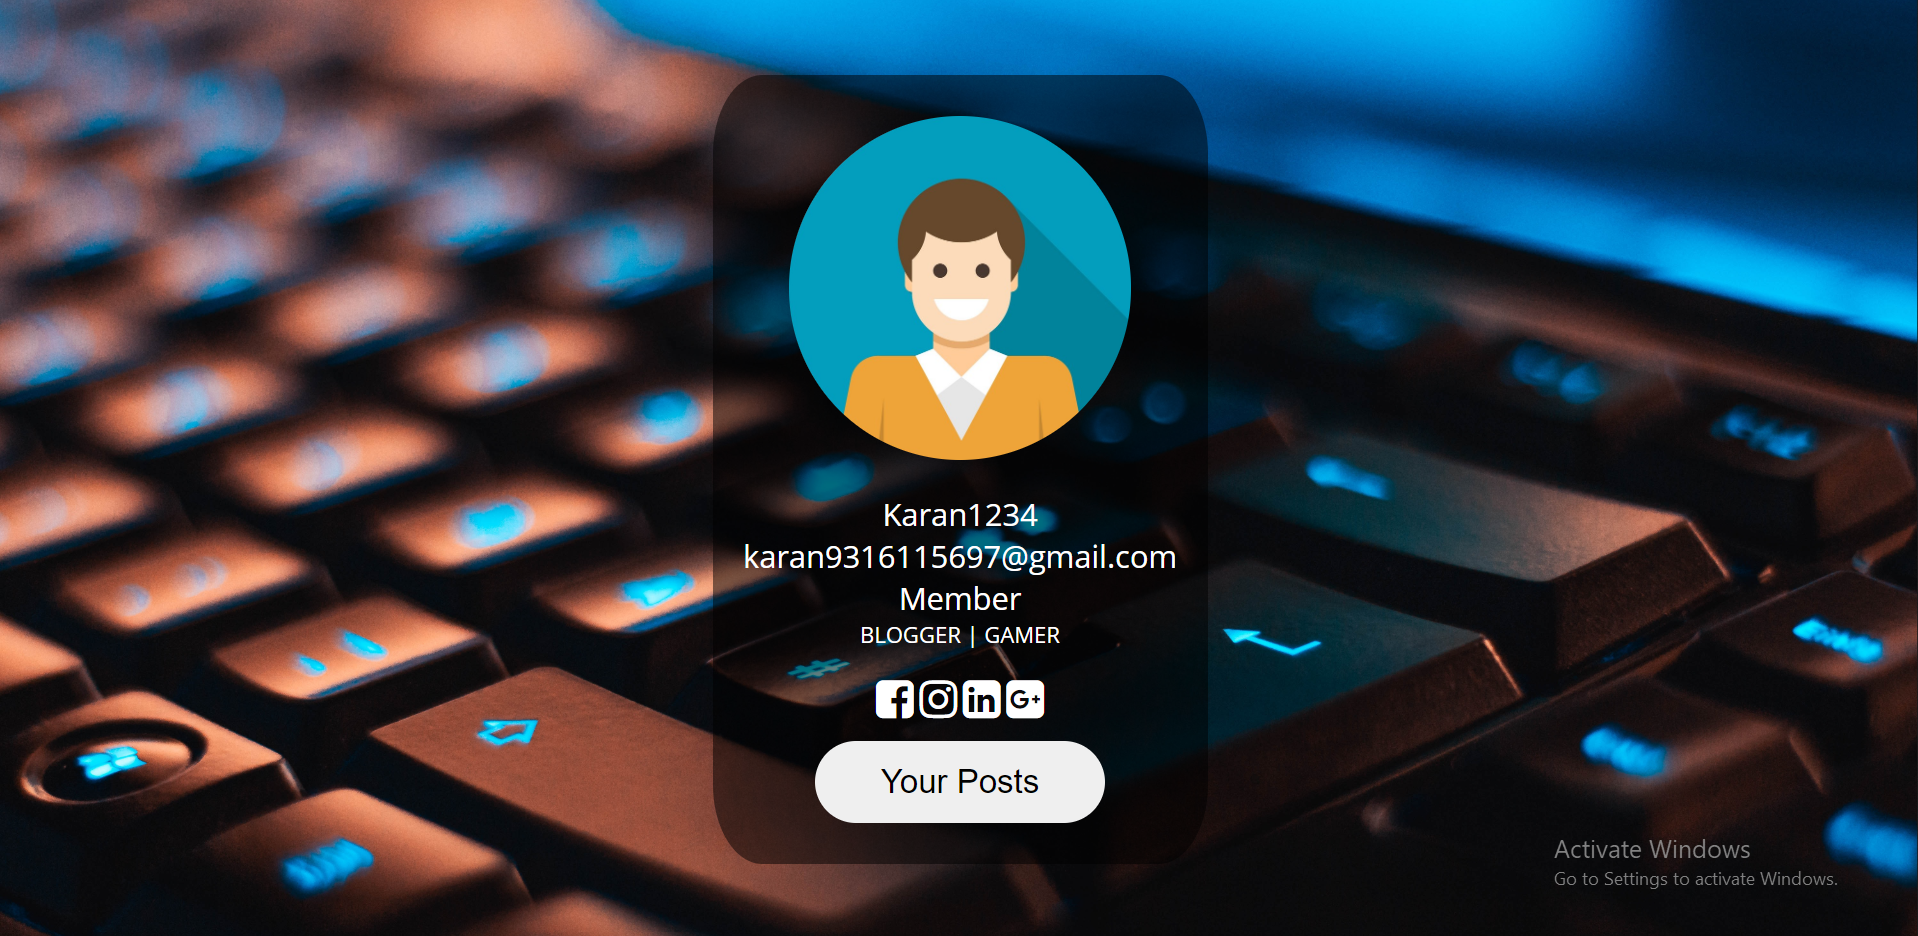 Karan1234
karan9316115697@gmail.com
Member
BLOGGER | GAMER
Your Posts
Activate Windows
Go to Settings to activate Windows.